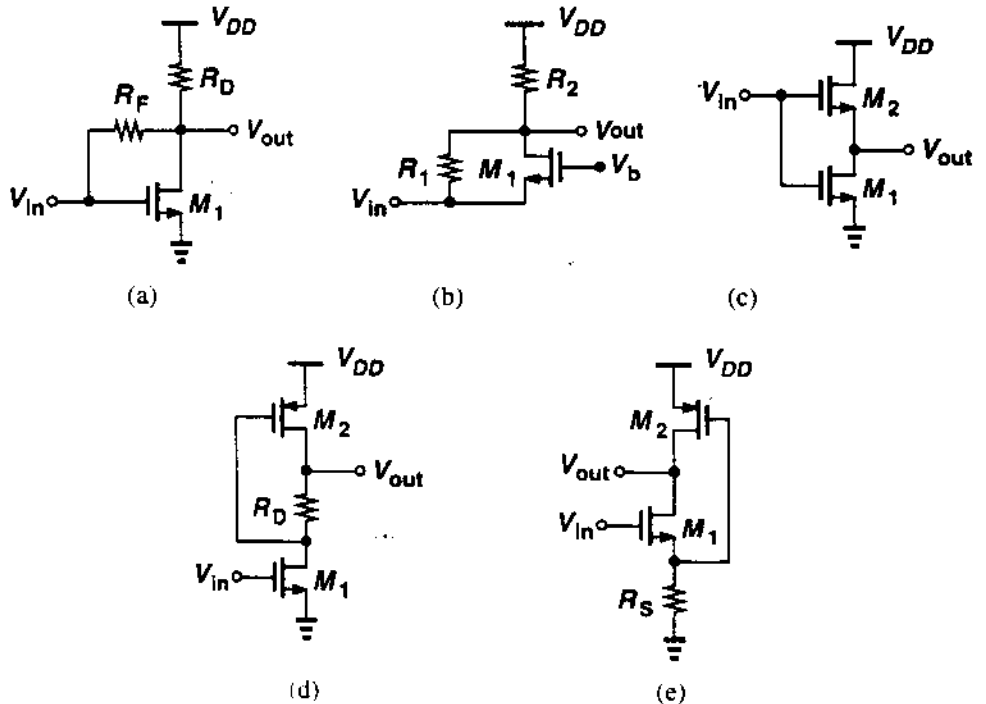 V_DD
R_D
R_F
V_out
V_in
M_1
(a)
V_DD
R_2
Vout
R_1
M_1
V_b
V_in
(b)
V_DD
V_in
M_2
V_out
M_1
(c)
V_DD
M_2
V_out
R_D
V_in
M_1
(d)
V_DD
M_2
V_out
V_in
M_1
R_S
(e)